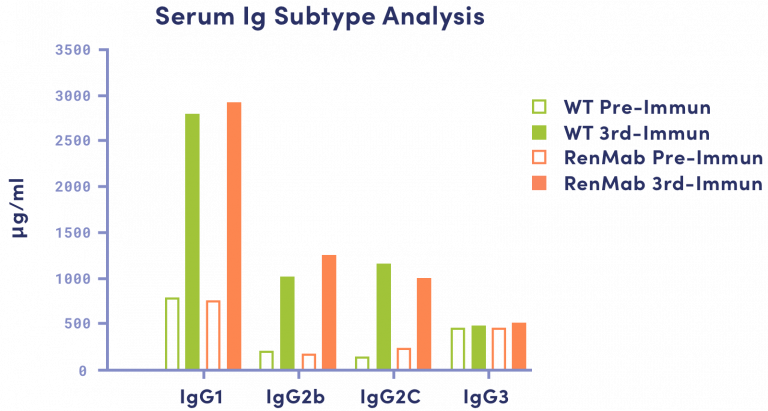 Serum Ig Subtype Analysis
3500
3000
2500
2000
1500
1000
500
0
µg/ml
IgG1
IgG2b
IgG2C
IgG3
WT Pre-Immun
WT 3rd-Immun
RenMab Pre-Immun
RenMab 3rd-Immun